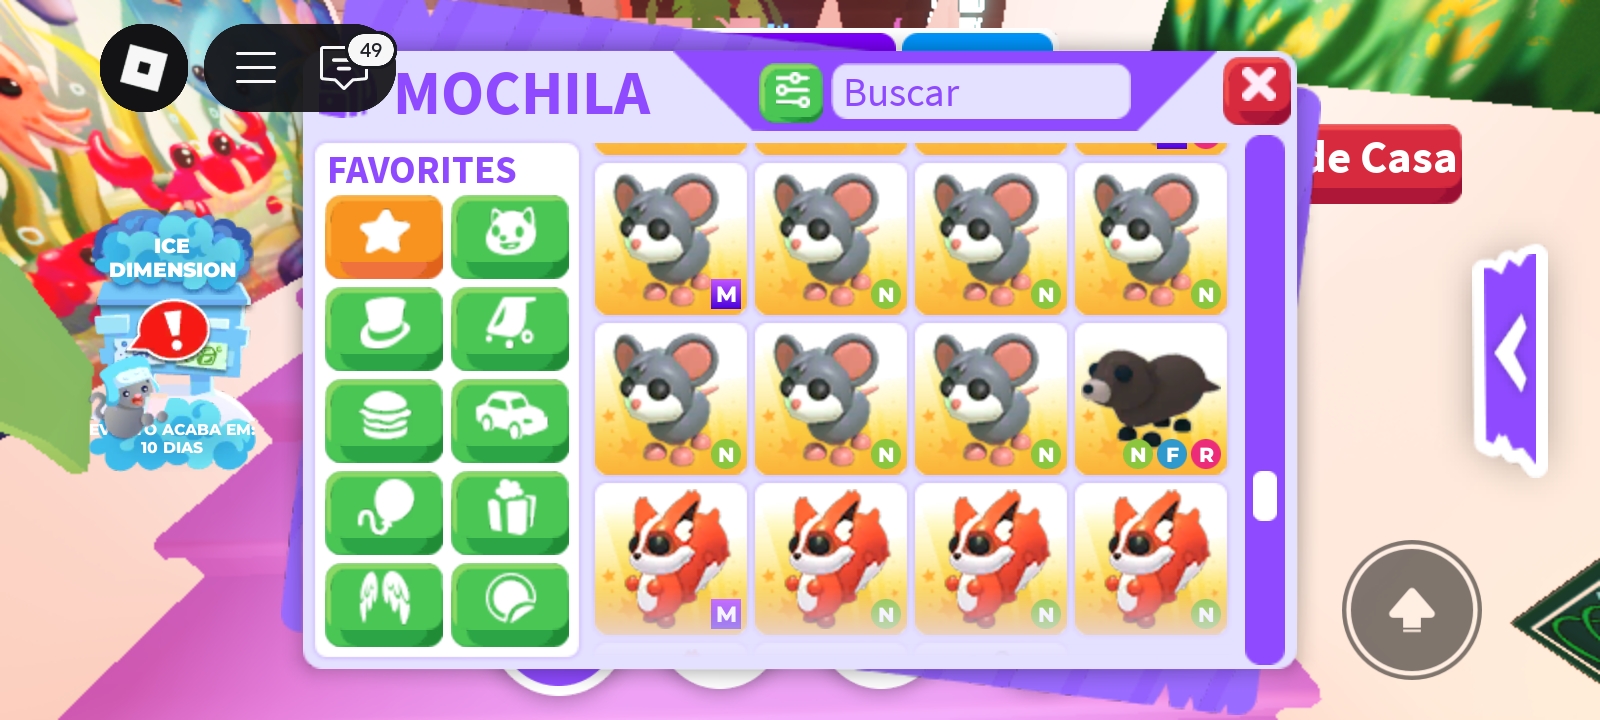 49
MOCHILA
Buscar
de Casa
FAVORITES
ICE
DIMENSION
!
ACABA EM:
10 DIAS
M
N
N
N
N
N
N
N F R
M
N
N
N